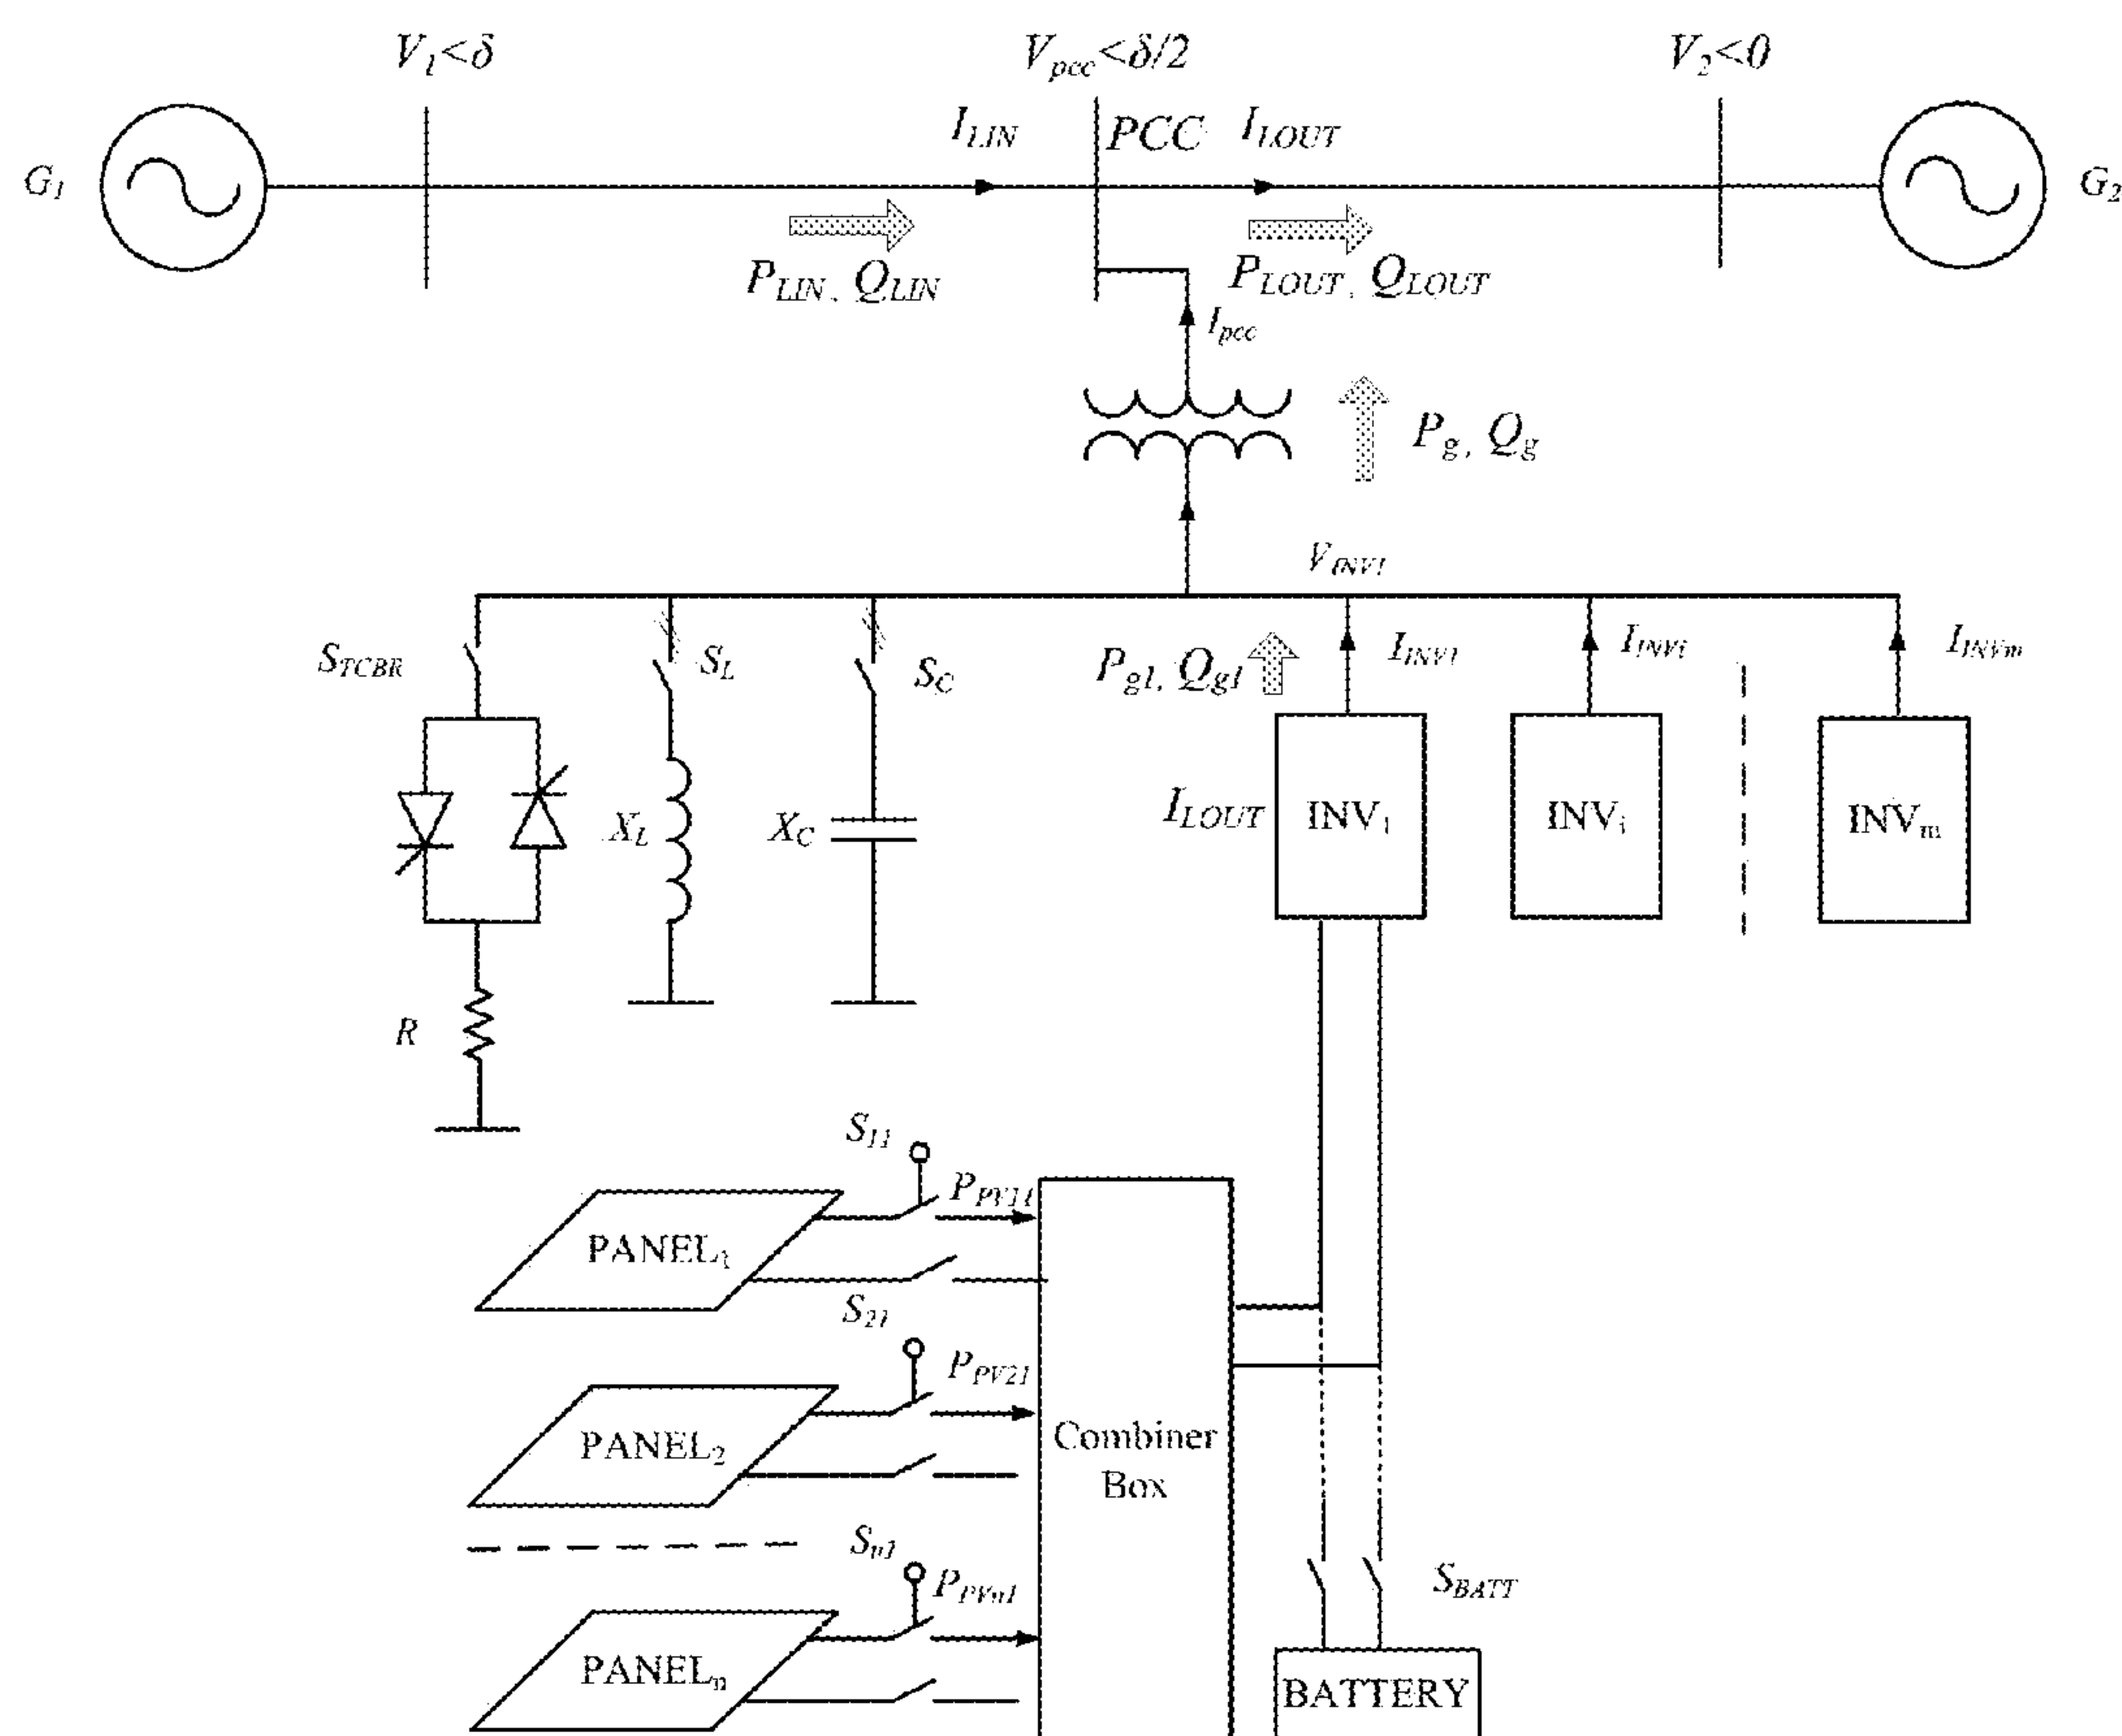 V1<δ
Vpcc<δ/2
V2<0
ILIN
PCC
ILOUT
G1
G2
PLIN, QLIN
PLOUT, QLOUT
Ipcc
Pg, Qg
VINV1
STCBR
SL
SC
Pg1, Qg1
IINV1
IINVi
IINVm
XL
XC
ILOUT
INV1
INVi
INVm
R
S11
PPV11
PANEL1
S21
PPV21
PANEL2
Combiner
Box
Sn1
PPVn1
SBATT
PANELn
BATTERY